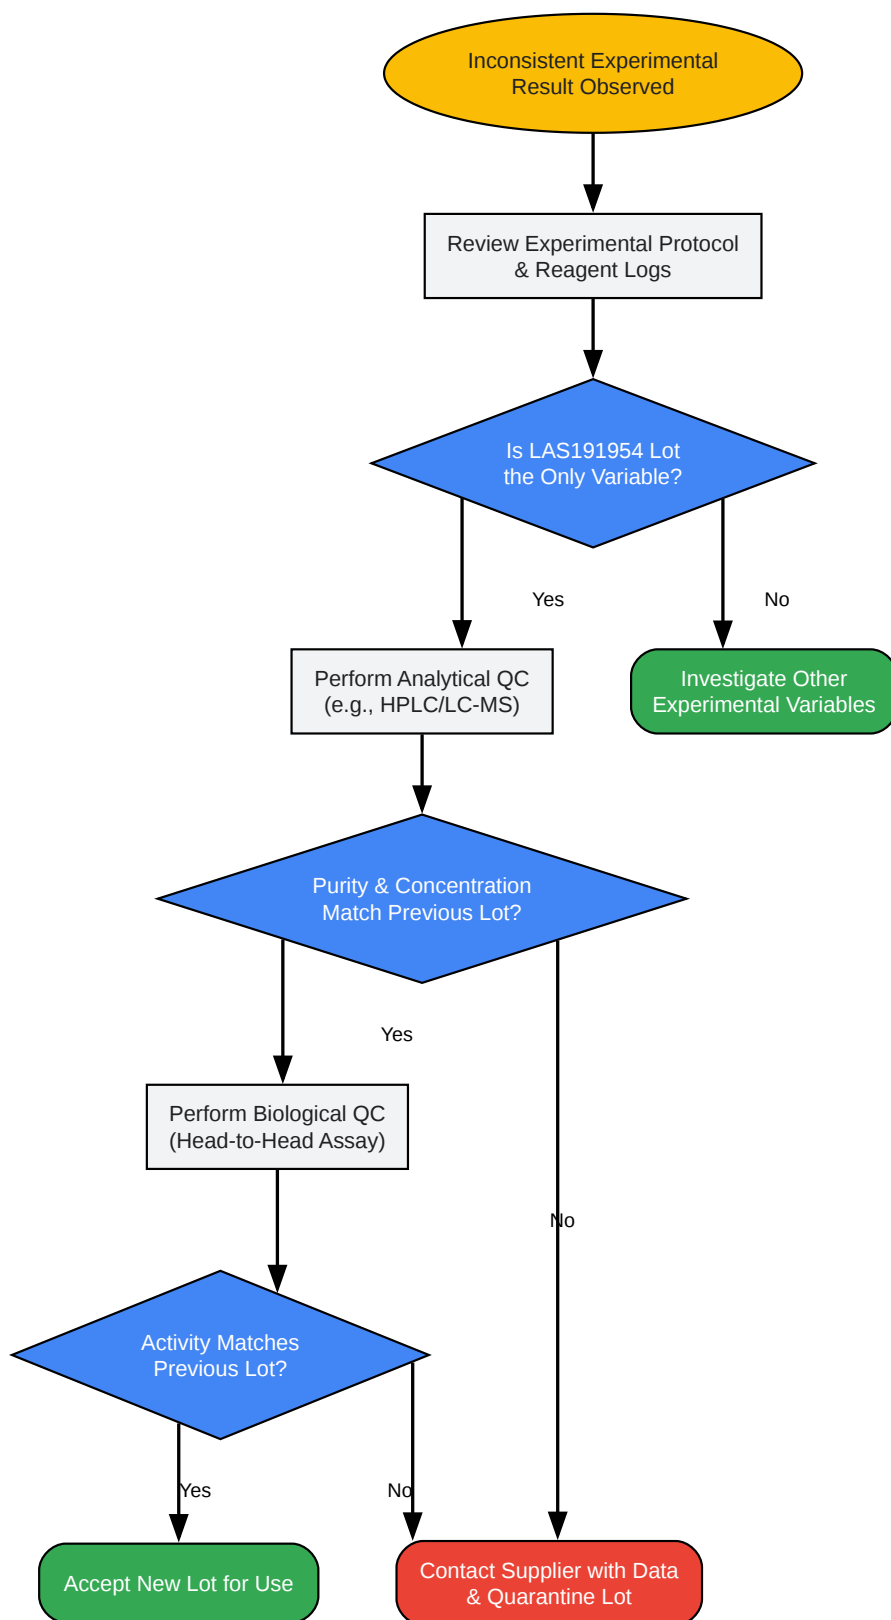 Inconsistent Experimental
Result Observed
Review Experimental Protocol
& Reagent Logs
Is LAS191954 Lot
the Only Variable?
Yes
No
Perform Analytical QC
(e.g., HPLC/LC-MS)
Investigate Other
Experimental Variables
Purity & Concentration
Match Previous Lot?
Yes
Perform Biological QC
(Head-to-Head Assay)
No
Activity Matches
Previous Lot?
Yes
No
Accept New Lot for Use
Contact Supplier with Data
& Quarantine Lot